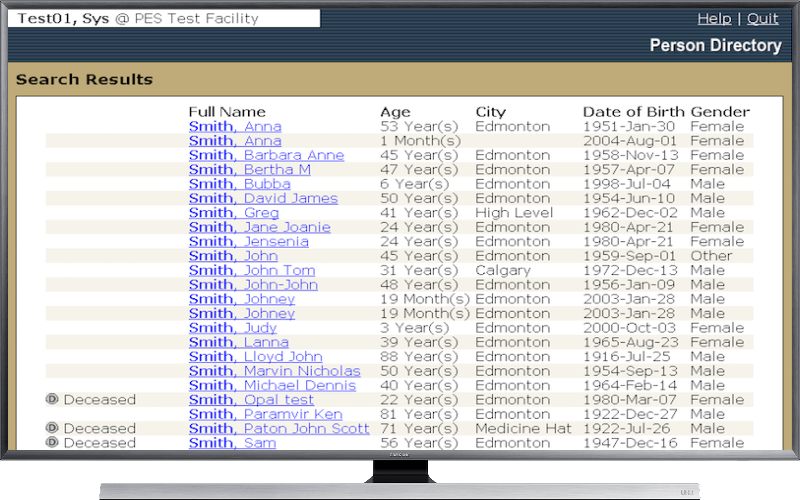 Test01, Sys @ PES Test Facility
Help | Quit
Person Directory
Search Results
Full Name Age City Date of Birth Gender
Smith, Anna 53 Year(s) Edmonton 1951-Jan-30 Female
Smith, Anna 1 Month(s) 2004-Aug-01 Female
Smith, Barbara Anne 45 Year(s) Edmonton 1958-Nov-13 Female
Smith, Bertha M 47 Year(s) Edmonton 1957-Apr-07 Female
Smith, Bubba 6 Year(s) Edmonton 1998-Jul-04 Male
Smith, David James 50 Year(s) Edmonton 1954-Jun-10 Male
Smith, Greg 41 Year(s) High Level 1962-Dec-02 Male
Smith, Jane Joanie 24 Year(s) Edmonton 1980-Apr-21 Female
Smith, Jensenia 24 Year(s) Edmonton 1980-Apr-21 Female
Smith, John 45 Year(s) Edmonton 1959-Sep-01 Other
Smith, John Tom 31 Year(s) Calgary 1972-Dec-13 Male
Smith, John-John 48 Year(s) Edmonton 1956-Jan-09 Male
Smith, Johney 19 Month(s) Edmonton 2003-Jan-28 Male
Smith, Johney 19 Month(s) Edmonton 2003-Jan-28 Male
Smith, Judy 3 Year(s) Edmonton 2000-Oct-03 Female
Smith, Lanna 39 Year(s) Edmonton 1965-Aug-23 Female
Smith, Lloyd John 88 Year(s) Edmonton 1916-Jul-25 Male
Smith, Marvin Nicholas 50 Year(s) Edmonton 1954-Sep-13 Male
Smith, Michael Dennis 40 Year(s) Edmonton 1964-Feb-14 Male
D Deceased Smith, Opal test 22 Year(s) Edmonton 1980-Mar-07 Female
Smith, Paramvir Ken 81 Year(s) Edmonton 1922-Dec-27 Male
D Deceased Smith, Paton John Scott 71 Year(s) Medicine Hat 1922-Jul-26 Male
D Deceased Smith, Sam 56 Year(s) Edmonton 1947-Dec-16 Female